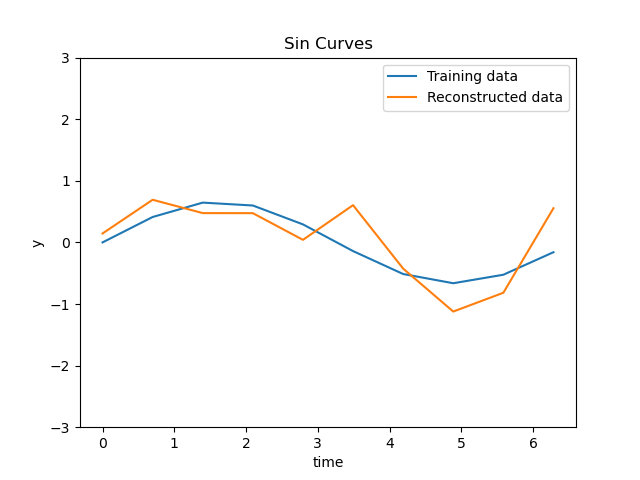 Sin Curves
Training data
Reconstructed data
3
2
1
0
−1
−2
−3
y
0 1 2 3 4 5 6
time